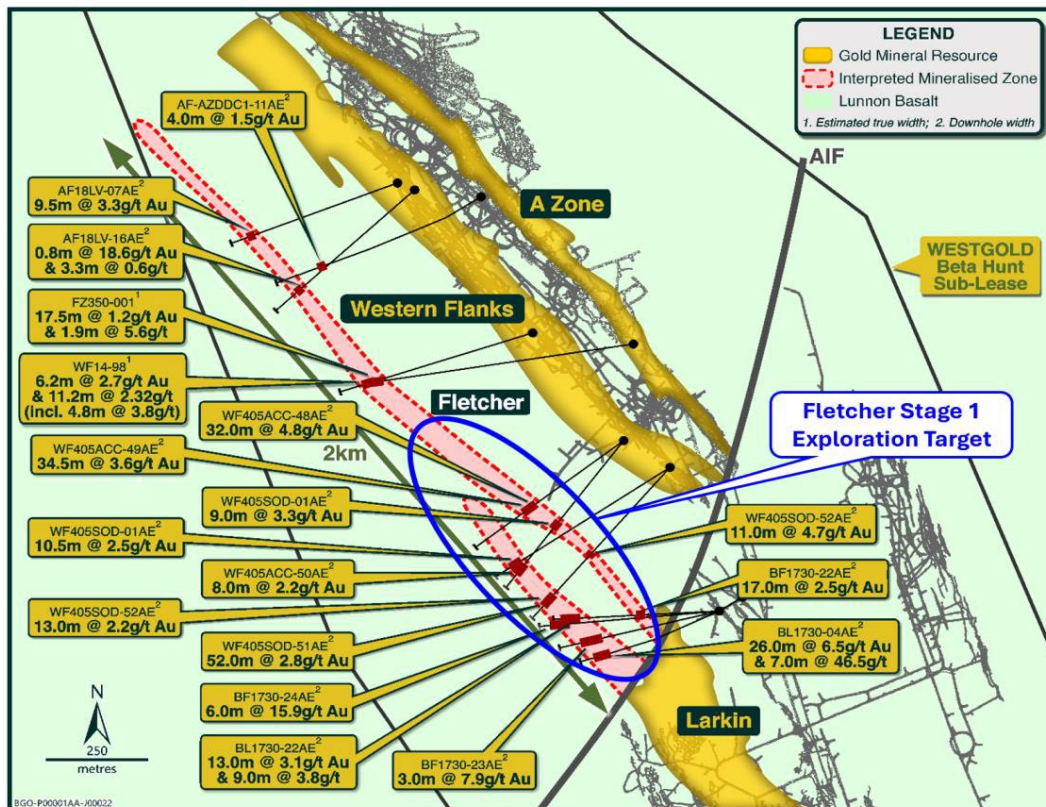 LEGEND
Gold Mineral Resource
Interpreted Mineralised Zone
Lunnon Basalt
1. Estimated true width; 2. Downhole width
AF-AZDDC1-11AE²
4.0m @ 1.5g/t Au
AIF
A Zone
AF18LV-07AE²
9.5m @ 3.3g/t Au
AF18LV-16AE²
0.8m @ 18.6g/t Au
& 3.3m @ 0.6g/t
WESTGOLD
Beta Hunt
Sub-Lease
Western Flanks
FZ350-001¹
17.5m @ 1.2g/t Au
& 1.9m @ 5.6g/t
WF14-98¹
6.2m @ 2.7g/t Au
& 11.2m @ 2.32g/t
(incl. 4.8m @ 3.8g/t)
Fletcher
Fletcher Stage 1
Exploration Target
WF405ACC-48AE²
32.0m @ 4.8g/t Au
2km
WF405ACC-49AE²
34.5m @ 3.6g/t Au
WF405SOD-01AE²
9.0m @ 3.3g/t Au
WF405SOD-52AE²
11.0m @ 4.7g/t Au
WF405SOD-01AE²
10.5m @ 2.5g/t Au
WF405ACC-50AE²
8.0m @ 2.2g/t Au
BF1730-22AE²
17.0m @ 2.5g/t Au
WF405SOD-52AE²
13.0m @ 2.2g/t Au
WF405SOD-51AE²
52.0m @ 2.8g/t Au
BL1730-04AE²
26.0m @ 6.5g/t Au
& 7.0m @ 46.5g/t
BF1730-24AE²
6.0m @ 15.9g/t Au
Larkin
BL1730-22AE²
13.0m @ 3.1g/t Au
& 9.0m @ 3.8g/t
BF1730-23AE²
3.0m @ 7.9g/t Au
N
250
metres
BGO-P00001AA-J00022